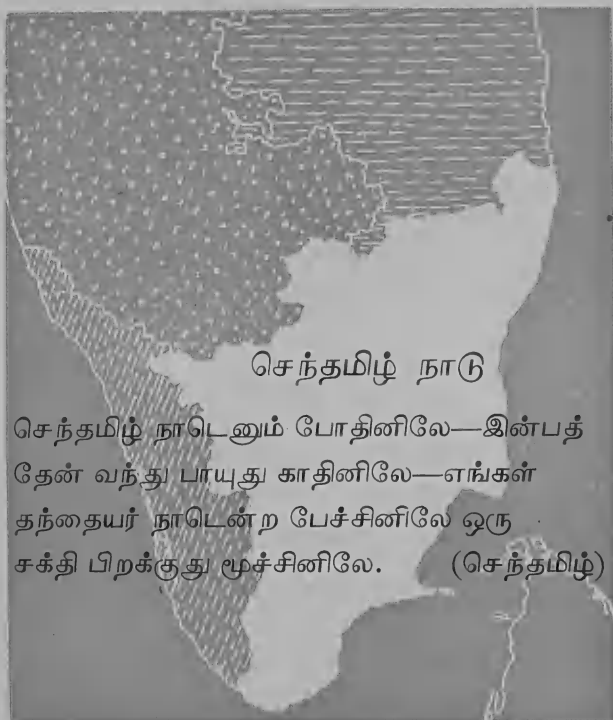 செந்தமிழ் நாடு
செந்தமிழ் நாடெனும் போதினிலே—இன்பத்
தேன் வந்து பாயுது காதினிலே—எங்கள்
தந்தையர் நாடென்ற பேச்சினிலே ஒரு
சக்தி பிறக்குது மூச்சினிலே. (செந்தமிழ்)